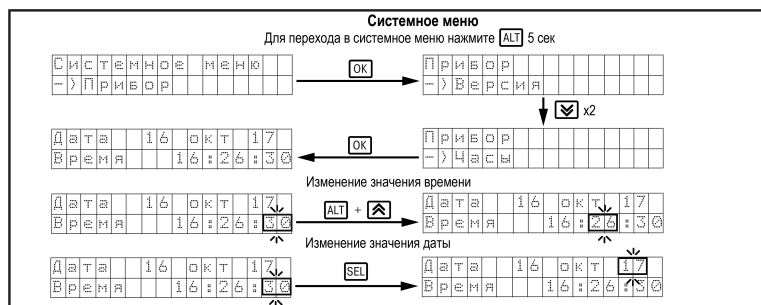 Системное меню
Для перехода в системное меню нажмите ALT 5 сек
Системное меню
->Прибор
OK
Прибор
->Версия
x2
Дата 16 окт 17
Время 16:26:30
OK
Прибор
->Часы
Изменение значения времени
Дата 16 окт 17
Время 16:26:30
ALT +
Дата 16 окт 17
Время 16:26:30
Изменение значения даты
Дата 16 окт 17
Время 16:26:30
SEL
Дата 16 окт 17
Время 16:26:30